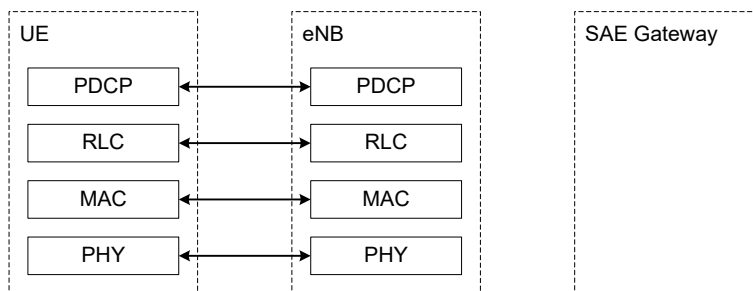 UE
eNB
SAE Gateway
PDCP
PDCP
RLC
RLC
MAC
MAC
PHY
PHY